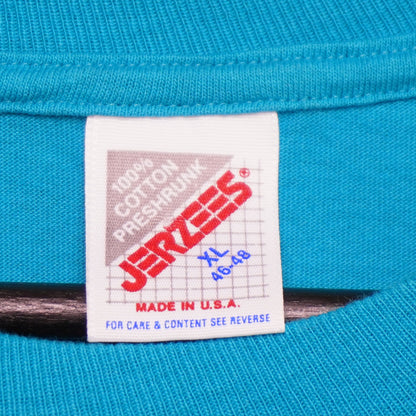 100%
COTTON
PRESHRUNK
JERZEES®
XL
46-48
MADE IN U.S.A.
FOR CARE & CONTENT SEE REVERSE